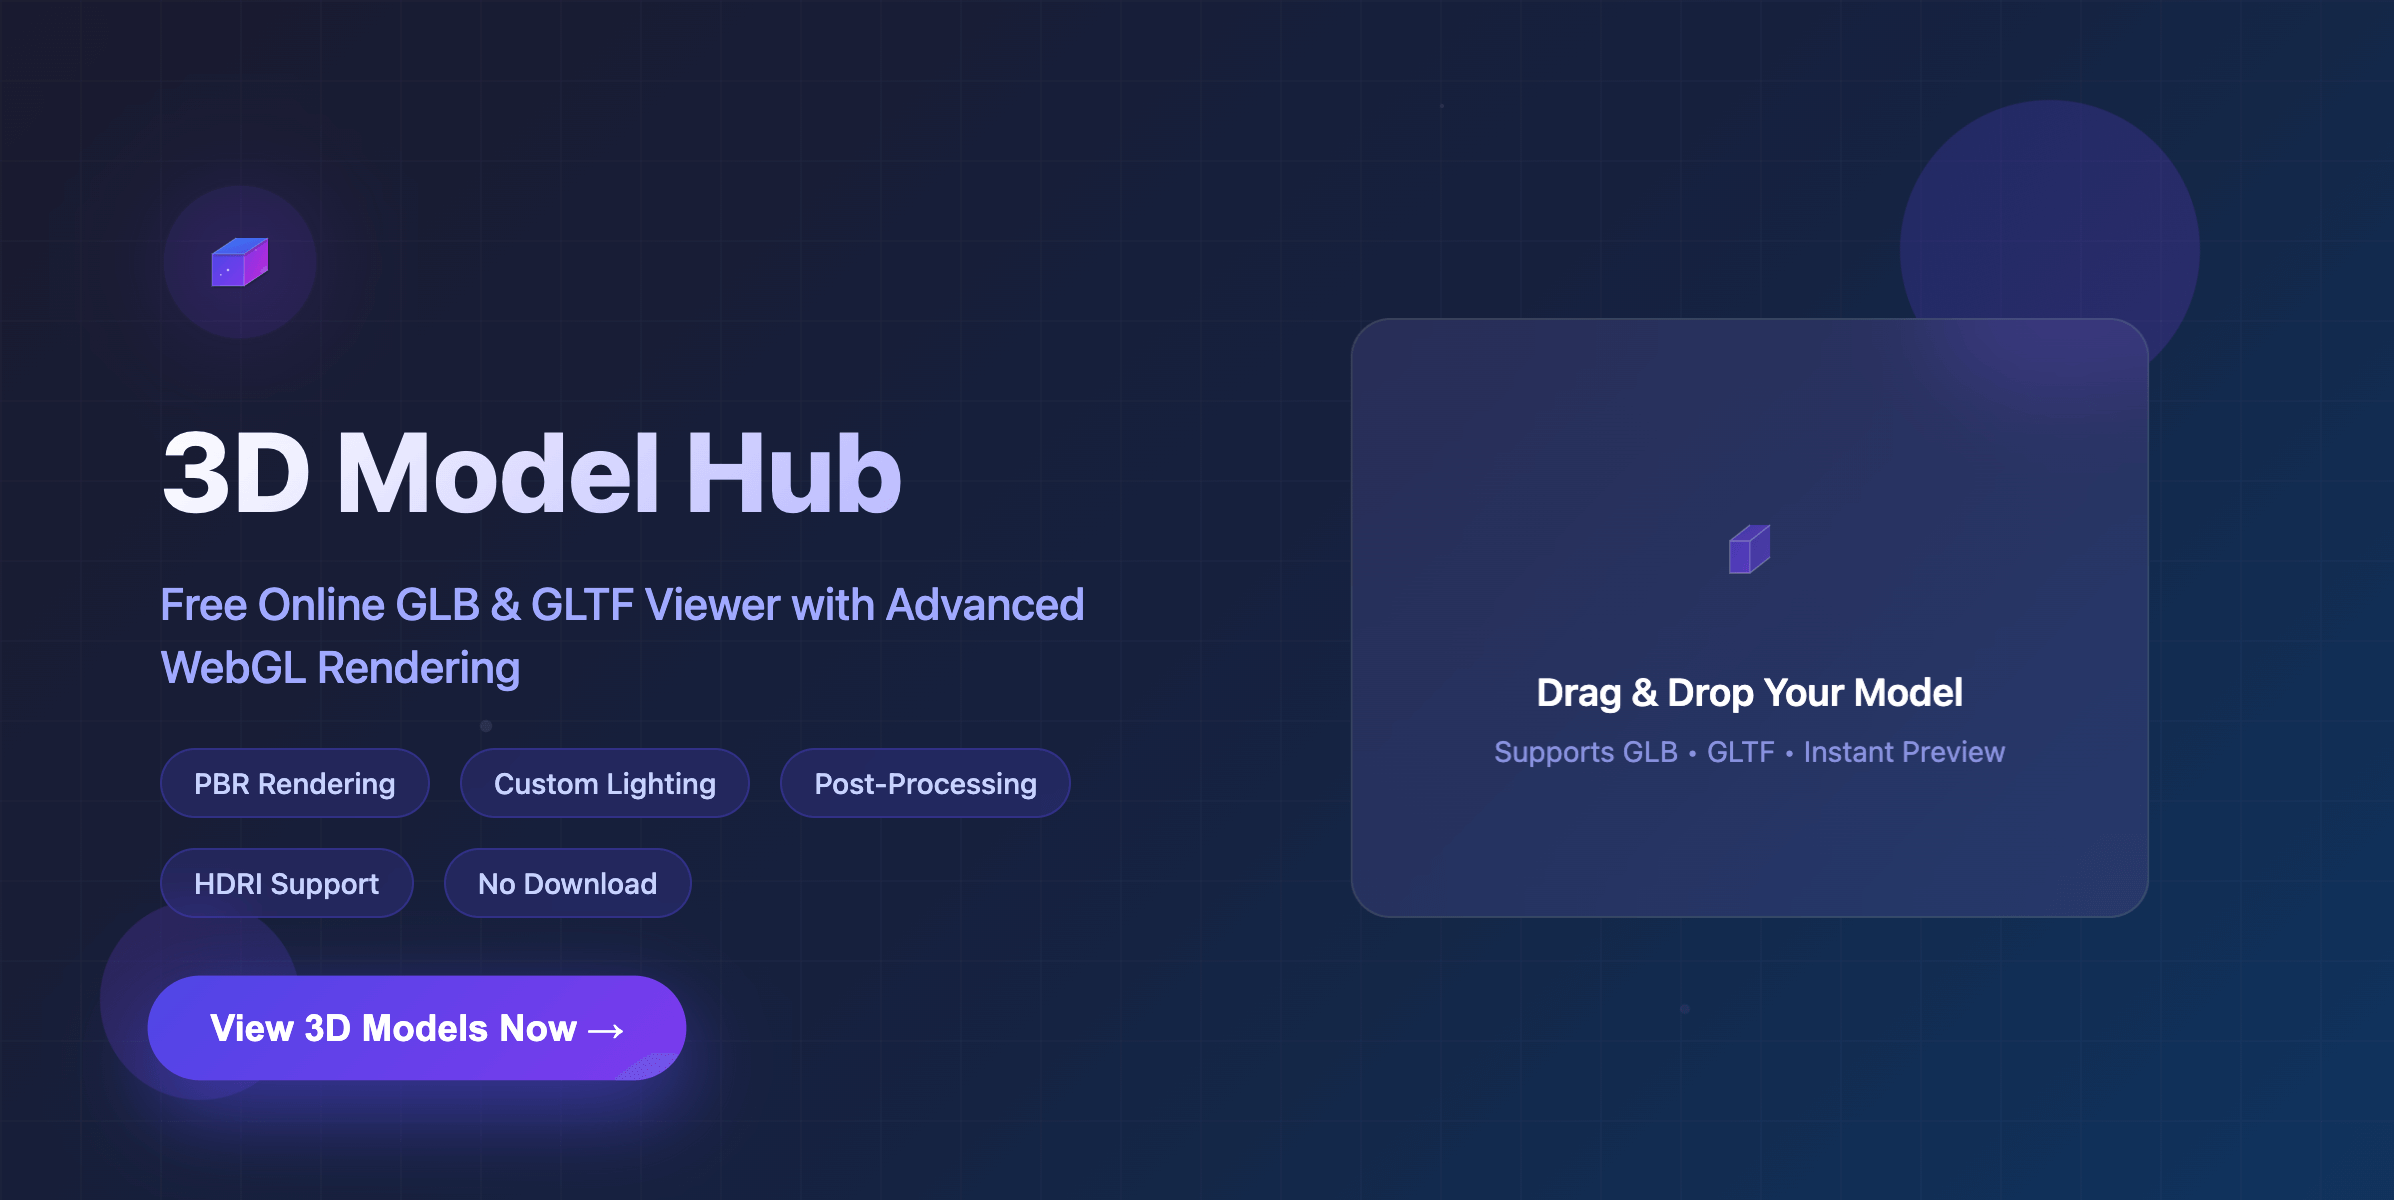 3D Model Hub
Free Online GLB & GLTF Viewer with Advanced
WebGL Rendering
PBR Rendering
Custom Lighting
Post-Processing
HDRI Support
No Download
View 3D Models Now →
Drag & Drop Your Model
Supports GLB • GLTF • Instant Preview